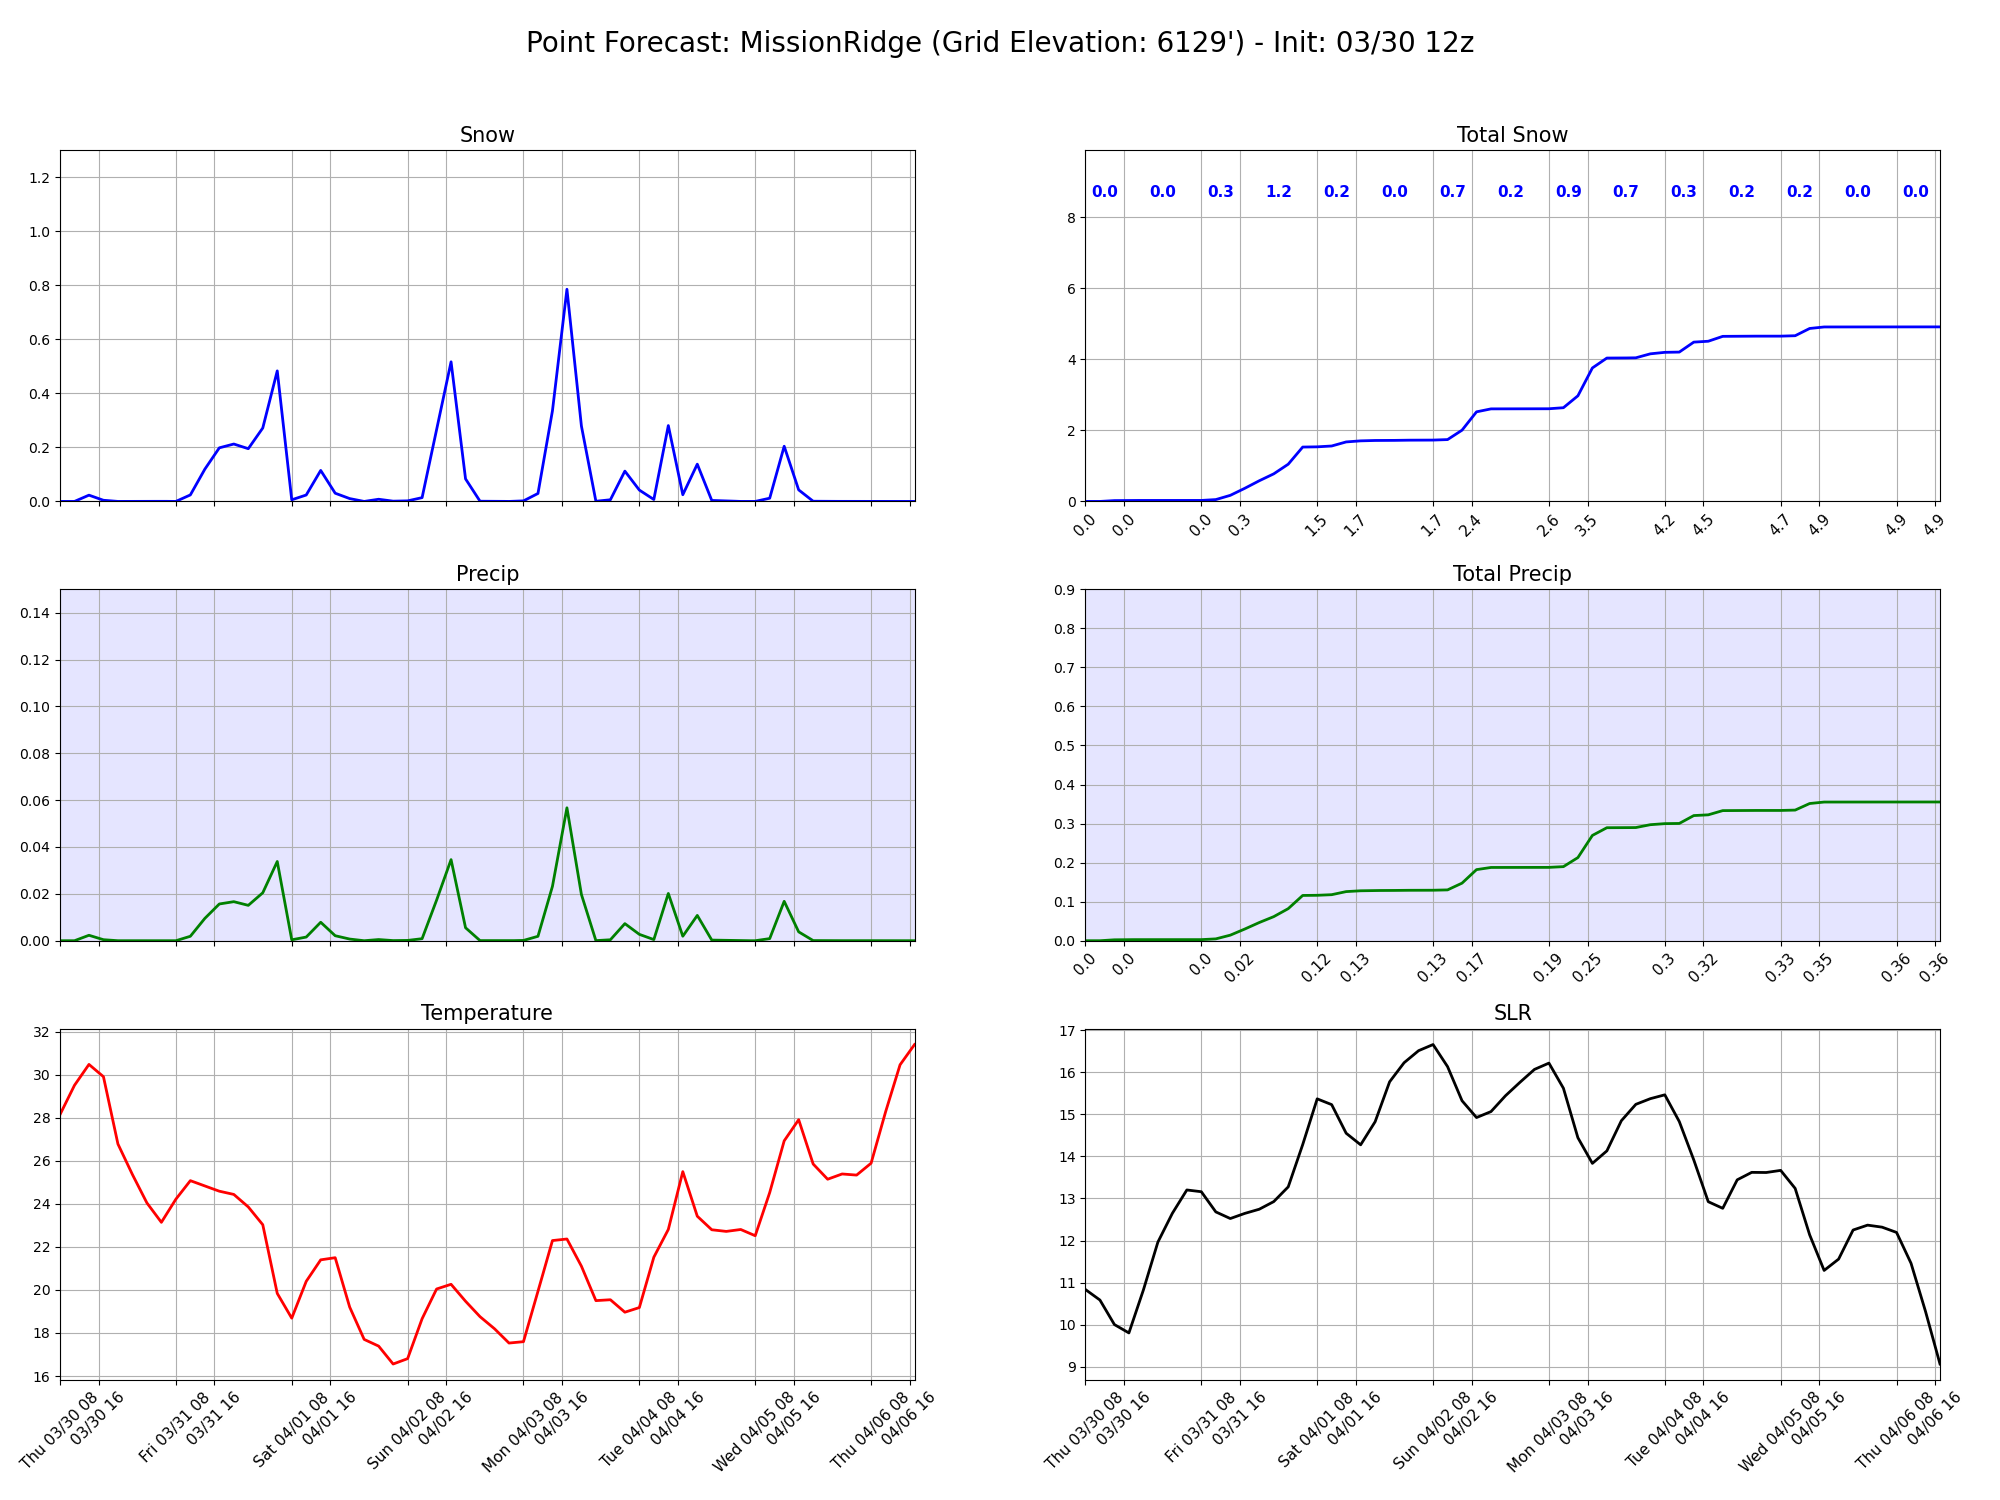 Point Forecast: MissionRidge (Grid Elevation: 6129') - Init: 03/30 12z
Snow
1.2
1.0
0.8
0.6
0.4
0.2
0.0
Total Snow
0.0 0.0 0.3 1.2 0.2 0.0 0.7 0.2 0.9 0.7 0.3 0.2 0.2 0.0 0.0
8
6
4
2
0
0.0 0.0 0.0 0.3 1.5 1.7 1.7 2.4 2.6 3.5 4.2 4.5 4.7 4.9 4.9 4.9
Precip
0.14
0.12
0.10
0.08
0.06
0.04
0.02
0.00
Total Precip
0.9
0.8
0.7
0.6
0.5
0.4
0.3
0.2
0.1
0.0
0.0 0.0 0.0 0.02 0.12 0.13 0.13 0.17 0.19 0.25 0.3 0.32 0.33 0.35 0.36 0.36
Temperature
32
30
28
26
24
22
20
18
16
Thu 03/30 08
03/30 16
Fri 03/31 08
03/31 16
Sat 04/01 08
04/01 16
Sun 04/02 08
04/02 16
Mon 04/03 08
04/03 16
Tue 04/04 08
04/04 16
Wed 04/05 08
04/05 16
Thu 04/06 08
04/06 16
SLR
17
16
15
14
13
12
11
10
9
Thu 03/30 08
03/30 16
Fri 03/31 08
03/31 16
Sat 04/01 08
04/01 16
Sun 04/02 08
04/02 16
Mon 04/03 08
04/03 16
Tue 04/04 08
04/04 16
Wed 04/05 08
04/05 16
Thu 04/06 08
04/06 16